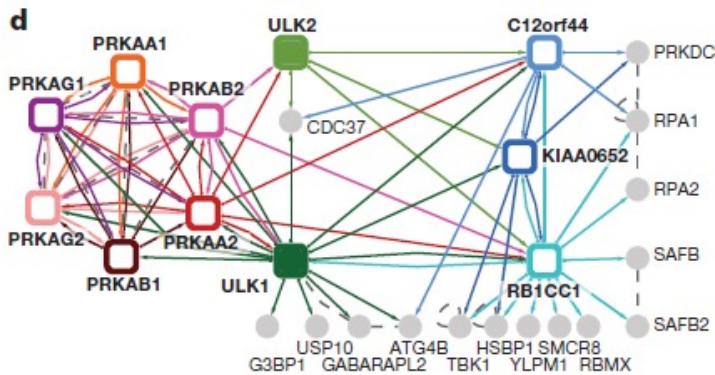 d
ULK2
C12orf44
PRKAA1
PRKDC
PRKAG1
PRKAB2
CDC37
RPA1
KIAA0652
RPA2
PRKAG2
PRKAA2
SAFB
PRKAB1
ULK1
RB1CC1
SAFB2
USP10
ATG4B
HSBP1 SMCR8
G3BP1
GABARAPL2
TBK1
YLPM1
RBMX